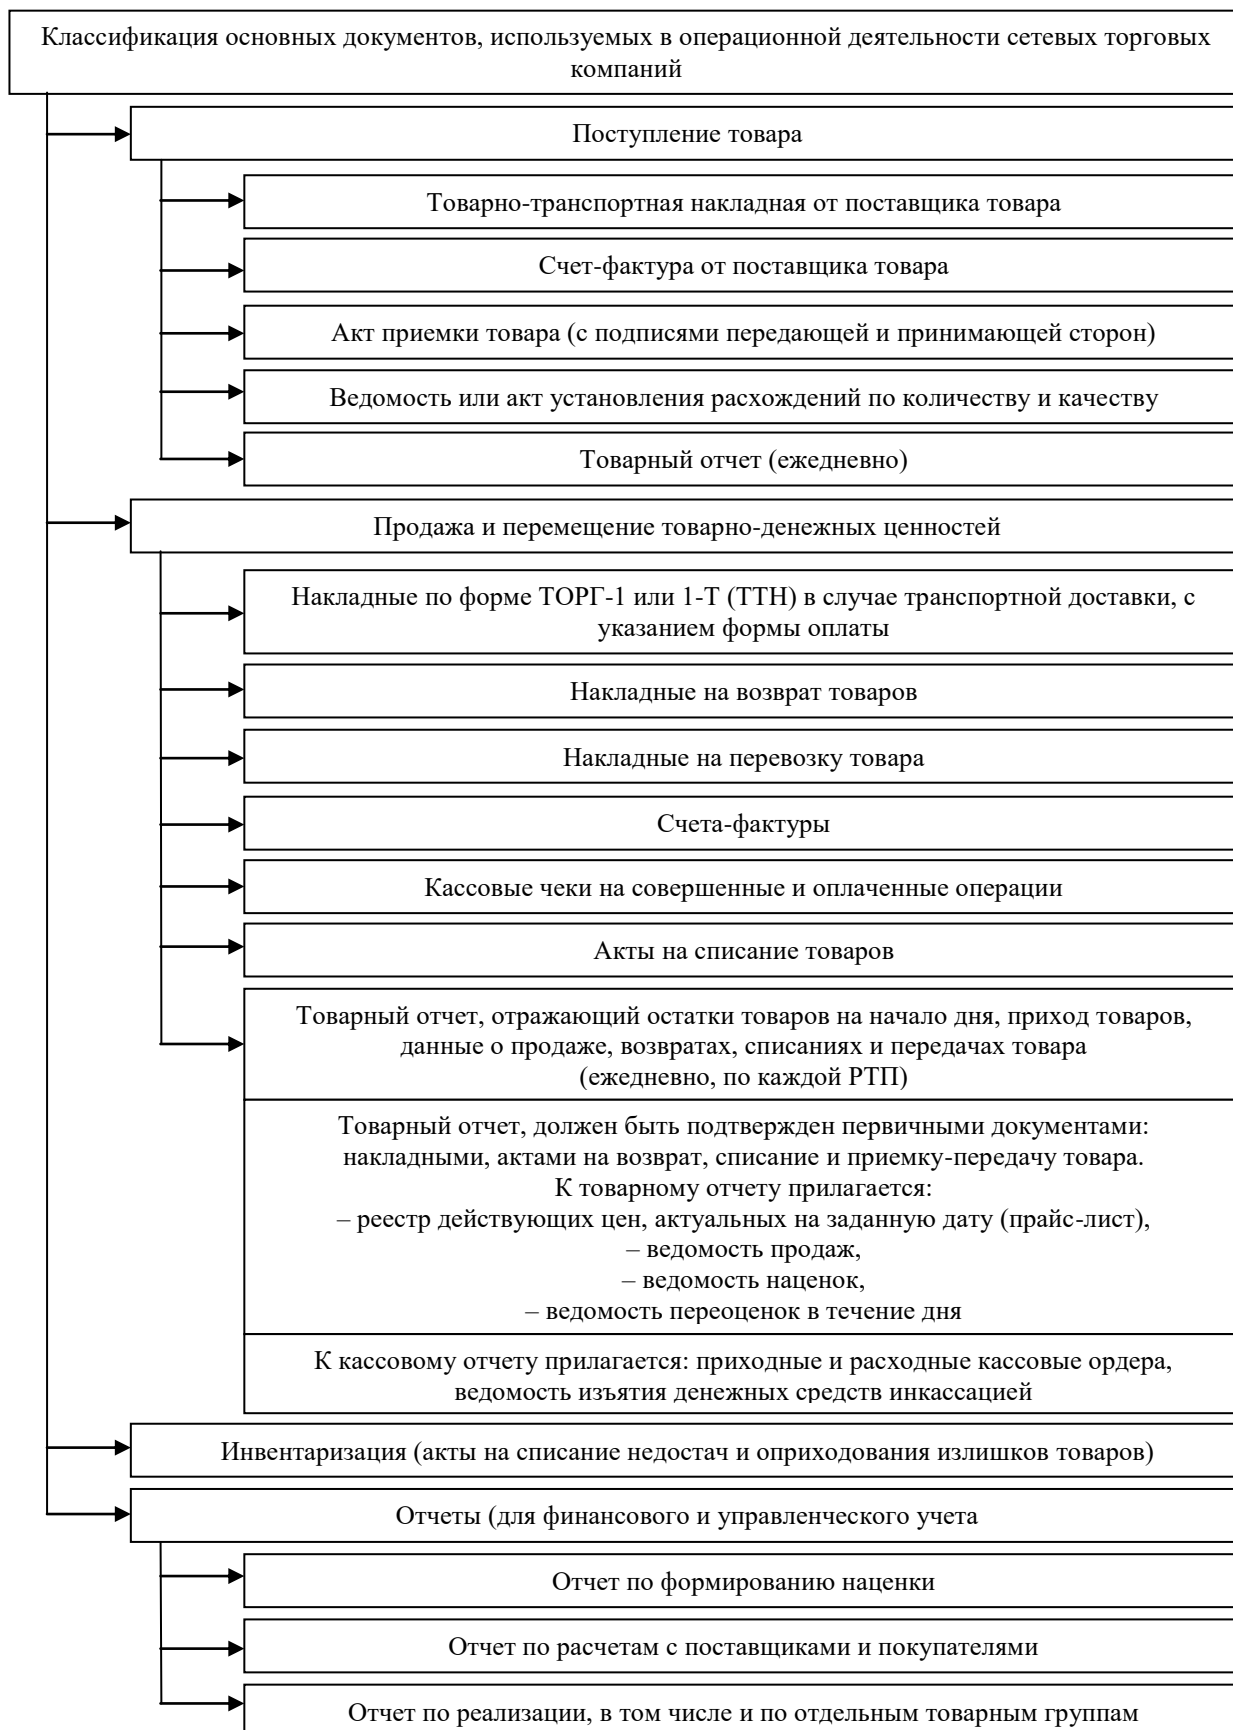 Классификация основных документов, используемых в операционной деятельности сетевых торговых
компаний
Поступление товара
Товарно-транспортная накладная от поставщика товара
Счет-фактура от поставщика товара
Акт приемки товара (с подписями передающей и принимающей сторон)
Ведомость или акт установления расхождений по количеству и качеству
Товарный отчет (ежедневно)
Продажа и перемещение товарно-денежных ценностей
Накладные по форме ТОРГ-1 или 1-Т (ТТН) в случае транспортной доставки, с
указанием формы оплаты
Накладные на возврат товаров
Накладные на перевозку товара
Счета-фактуры
Кассовые чеки на совершенные и оплаченные операции
Акты на списание товаров
Товарный отчет, отражающий остатки товаров на начало дня, приход товаров,
данные о продаже, возвратах, списаниях и передачах товара
(ежедневно, по каждой РТП)
Товарный отчет, должен быть подтвержден первичными документами:
накладными, актами на возврат, списание и приемку-передачу товара.
К товарному отчету прилагается:
– реестр действующих цен, актуальных на заданную дату (прайс-лист),
– ведомость продаж,
– ведомость наценок,
– ведомость переоценок в течение дня
К кассовому отчету прилагается: приходные и расходные кассовые ордера,
ведомость изъятия денежных средств инкассацией
Инвентаризация (акты на списание недостач и оприходования излишков товаров)
Отчеты (для финансового и управленческого учета
Отчет по формированию наценки
Отчет по расчетам с поставщиками и покупателями
Отчет по реализации, в том числе и по отдельным товарным группам